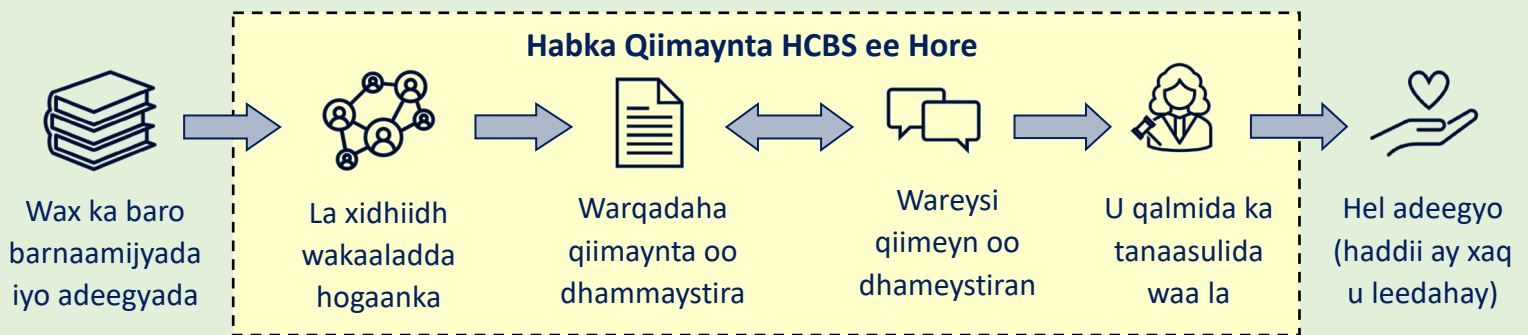 Habka Qiimaynta HCBS ee Hore
Wax ka baro
barnaamijyada
iyo adeegyada
La xidhiidh
wakaaladda
hogaanka
Warqadaha
qiimaynta oo
dhammaystira
Wareysi
qiimeyn oo
dhameystiran
U qalmida ka
tanaasulida
waa la
Hel adeegyo
(haddii ay xaq
u leedahay)